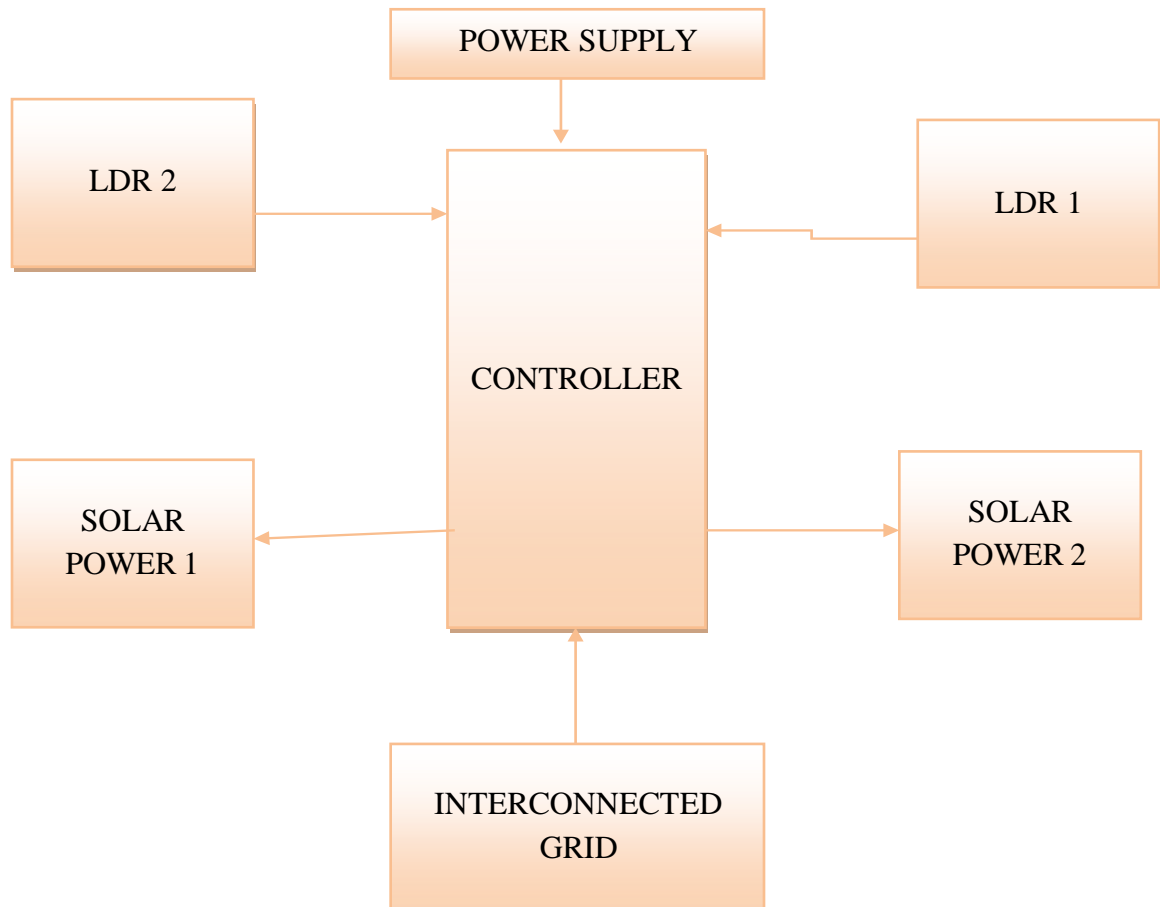 POWER SUPPLY
LDR 2
LDR 1
CONTROLLER
SOLAR
POWER 1
SOLAR
POWER 2
INTERCONNECTED
GRID